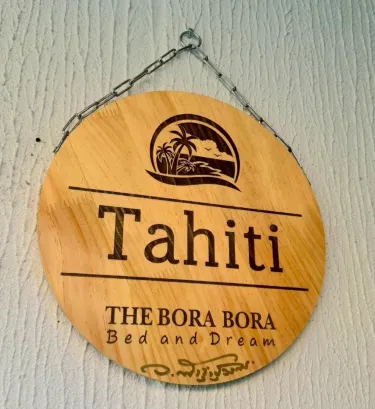 Tahiti
THE BORA BORA
Bed and Dream